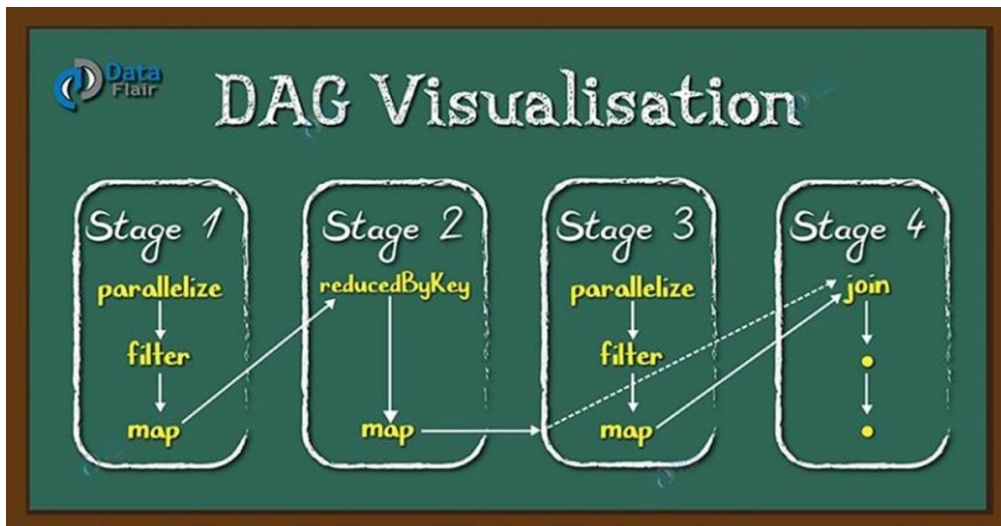 Data
Flair
DAG Visualisation
Stage 1
parallelize
filter
map
Stage 2
reducedByKey
map
Stage 3
parallelize
filter
map
Stage 4
join